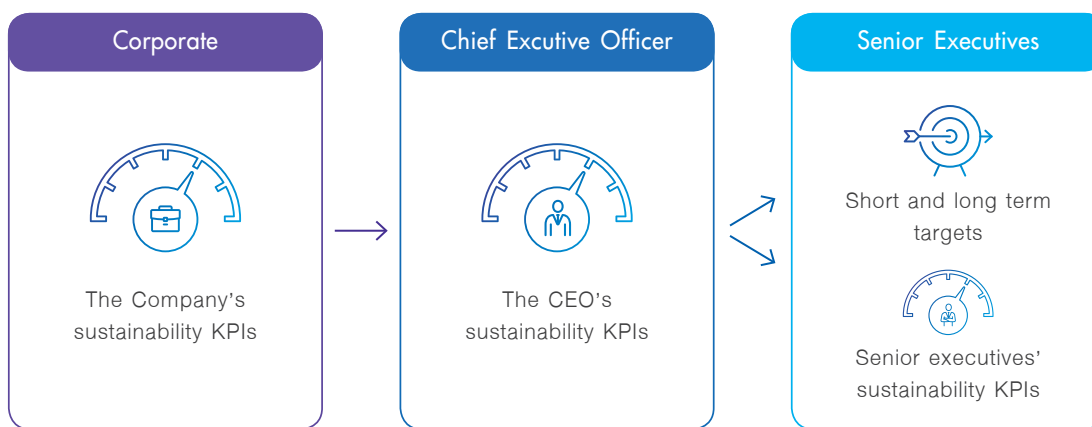 Corporate
The Company's
sustainability KPIs
Chief Excutive Officer
The CEO's
sustainability KPIs
Senior Executives
Short and long term
targets
Senior executives'
sustainability KPIs